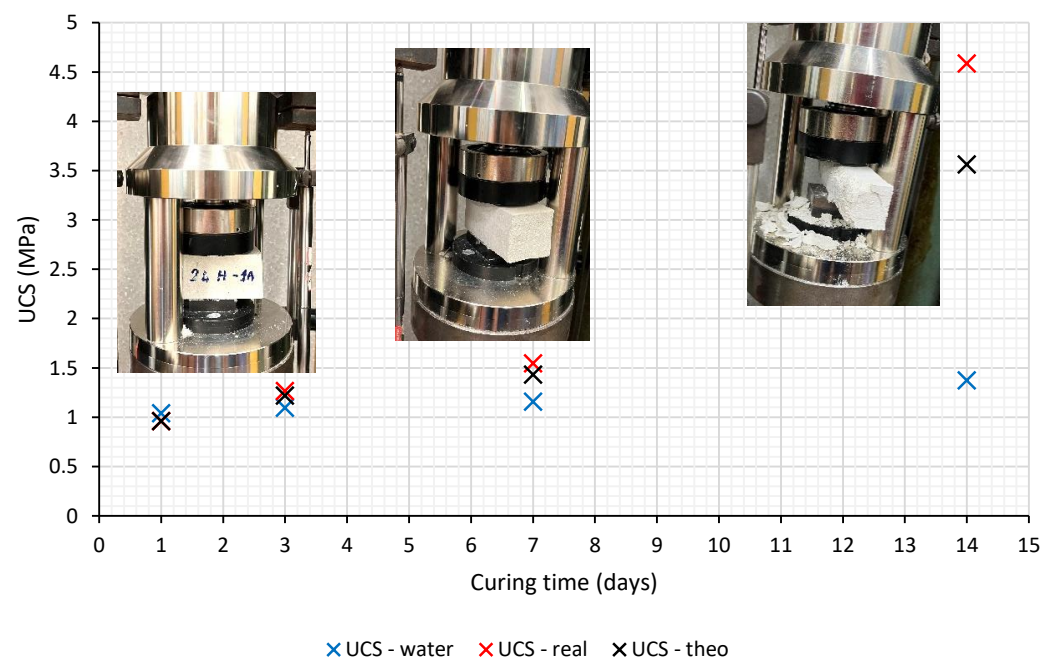 5
4.5
4
3.5
3
2.5
2
1.5
1
0.5
0
UCS (MPa)
24 H-1A
0 1 2 3 4 5 6 7 8 9 10 11 12 13 14 15
Curing time (days)
UCS - water UCS - real UCS - theo